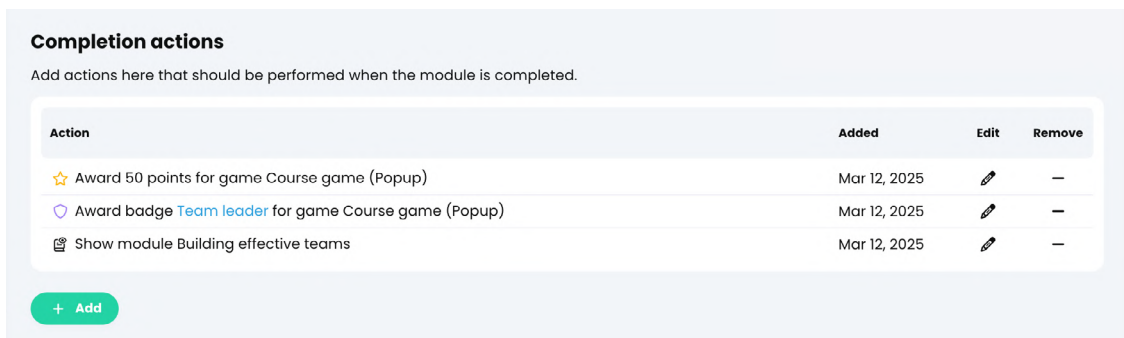 Completion actions
Add actions here that should be performed when the module is completed.
Action Added Edit Remove
Award 50 points for game Course game (Popup) Mar 12, 2025
Award badge Team leader for game Course game (Popup) Mar 12, 2025
Show module Building effective teams Mar 12, 2025
+ Add